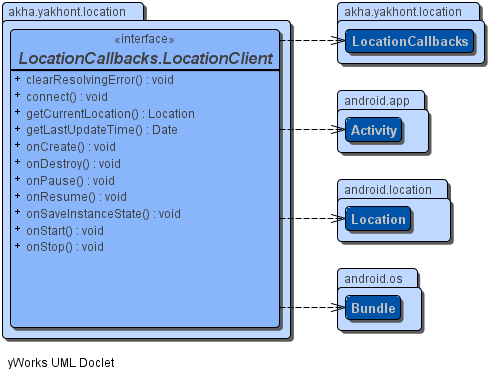 akha.yakhont.location
«interface»
LocationCallbacks.LocationClient
+ clearResolvingError() : void
+ connect() : void
+ getCurrentLocation() : Location
+ getLastUpdateTime() : Date
+ onCreate() : void
+ onDestroy() : void
+ onPause() : void
+ onResume() : void
+ onSaveInstanceState() : void
+ onStart() : void
+ onStop() : void
akha.yakhont.location
LocationCallbacks
android.app
Activity
android.location
Location
android.os
Bundle
yWorks UML Doclet